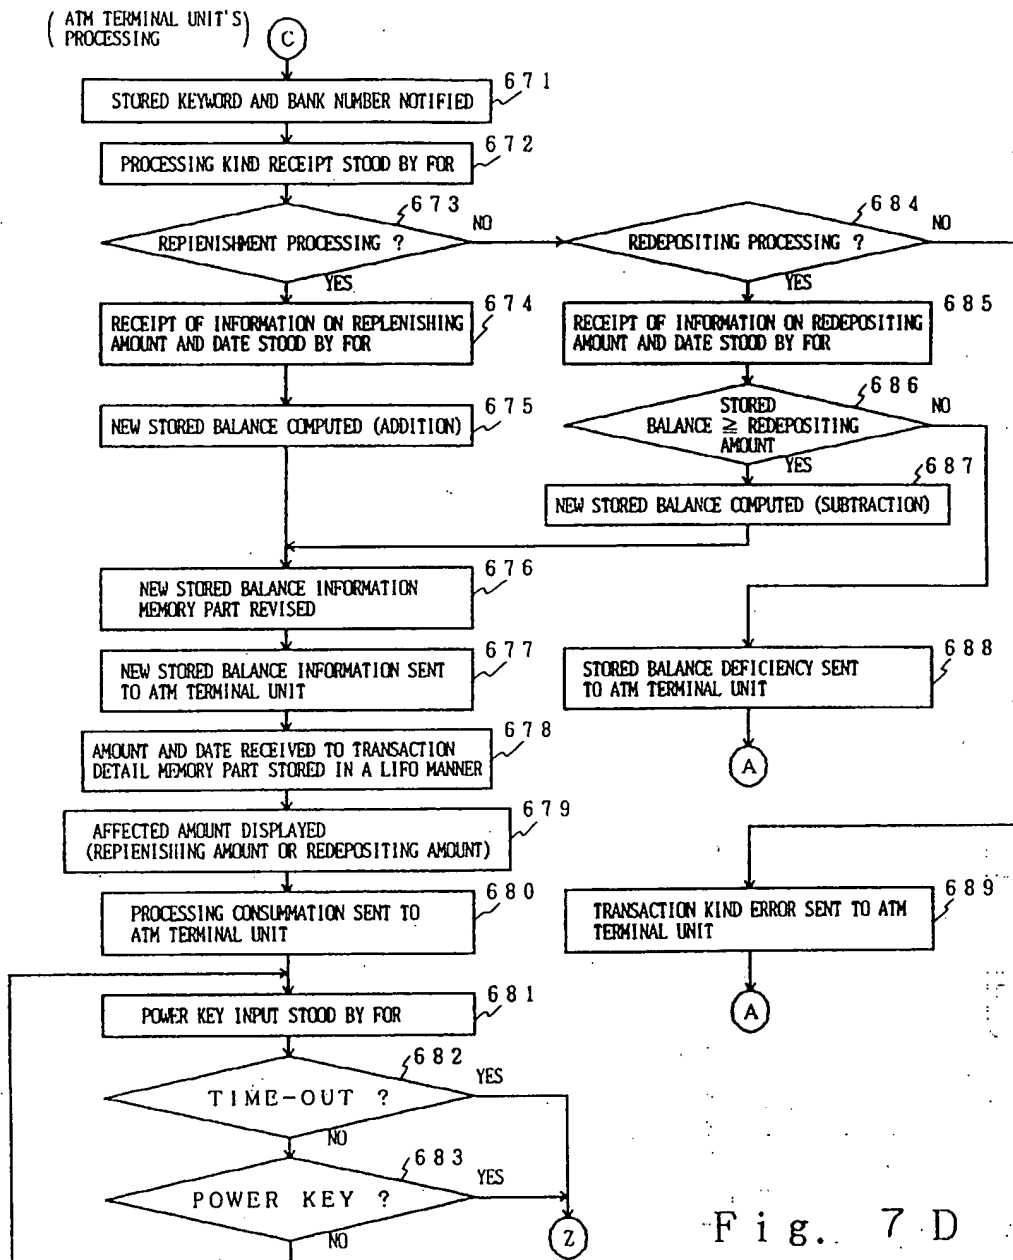 ( ATM TERMINAL UNIT'S )
PROCESSING
C
671
STORED KEYWORD AND BANK NUMBER NOTIFIED
672
PROCESSING KIND RECEIPT STOOD BY FOR
673
REPLENISHMENT PROCESSING ?
NO
YES
684
REDEPOSITING PROCESSING ?
NO
YES
674
RECEIPT OF INFORMATION ON REPLENISHING
AMOUNT AND DATE STOOD BY FOR
685
RECEIPT OF INFORMATION ON REDEPOSITING
AMOUNT AND DATE STOOD BY FOR
675
NEW STORED BALANCE COMPUTED (ADDITION)
686
STORED
BALANCE ≧ REDEPOSITING
AMOUNT
NO
YES
687
NEW STORED BALANCE COMPUTED (SUBTRACTION)
676
NEW STORED BALANCE INFORMATION
MEMORY PART REVISED
677
NEW STORED BALANCE INFORMATION SENT
TO ATM TERMINAL UNIT
688
STORED BALANCE DEFICIENCY SENT
TO ATM TERMINAL UNIT
A
678
AMOUNT AND DATE RECEIVED TO TRANSACTION
DETAIL MEMORY PART STORED IN A LIFO MANNER
679
AFFECTED AMOUNT DISPLAYED
(REPLENISHING AMOUNT OR REDEPOSITING AMOUNT)
680
PROCESSING CONSUMMATION SENT TO
ATM TERMINAL UNIT
689
TRANSACTION KIND ERROR SENT TO ATM
TERMINAL UNIT
A
681
POWER KEY INPUT STOOD BY FOR
682
TIME-OUT ?
YES
NO
683
POWER KEY ?
YES
NO
Z
Fig. 7D